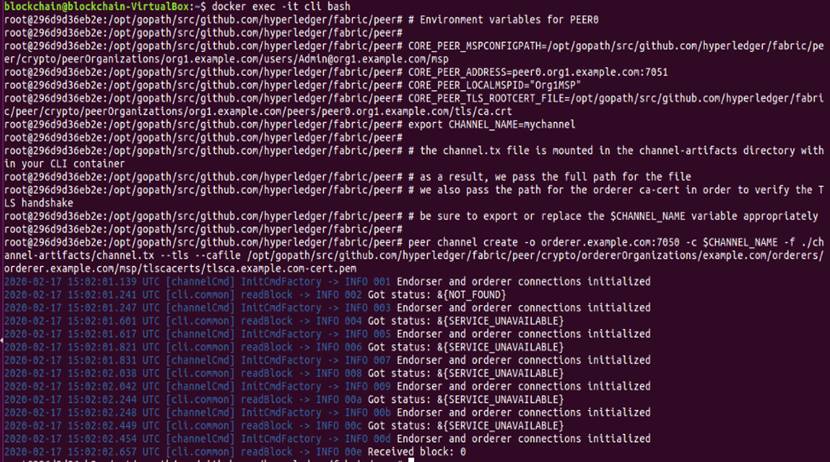 blockchain@blockchain-VirtualBox:~$ docker exec -it cli bash
root@296d9d36eb2e:/opt/gopath/src/github.com/hyperledger/fabric/peer# # Environment variables for PEER0
root@296d9d36eb2e:/opt/gopath/src/github.com/hyperledger/fabric/peer#
root@296d9d36eb2e:/opt/gopath/src/github.com/hyperledger/fabric/peer# CORE_PEER_MSPCONFIGPATH=/opt/gopath/src/github.com/hyperledger/fabric/pe
er/crypto/peerOrganizations/org1.example.com/users/Admin@org1.example.com/msp
root@296d9d36eb2e:/opt/gopath/src/github.com/hyperledger/fabric/peer# CORE_PEER_ADDRESS=peer0.org1.example.com:7051
root@296d9d36eb2e:/opt/gopath/src/github.com/hyperledger/fabric/peer# CORE_PEER_LOCALMSPID="Org1MSP"
root@296d9d36eb2e:/opt/gopath/src/github.com/hyperledger/fabric/peer# CORE_PEER_TLS_ROOTCERT_FILE=/opt/gopath/src/github.com/hyperledger/fabri
c/peer/crypto/peerOrganizations/org1.example.com/peers/peer0.org1.example.com/tls/ca.crt
root@296d9d36eb2e:/opt/gopath/src/github.com/hyperledger/fabric/peer# export CHANNEL_NAME=mychannel
root@296d9d36eb2e:/opt/gopath/src/github.com/hyperledger/fabric/peer#
root@296d9d36eb2e:/opt/gopath/src/github.com/hyperledger/fabric/peer# # the channel.tx file is mounted in the channel-artifacts directory with
in your CLI container
root@296d9d36eb2e:/opt/gopath/src/github.com/hyperledger/fabric/peer# # as a result, we pass the full path for the file
root@296d9d36eb2e:/opt/gopath/src/github.com/hyperledger/fabric/peer# # we also pass the path for the orderer ca-cert in order to verify the T
LS handshake
root@296d9d36eb2e:/opt/gopath/src/github.com/hyperledger/fabric/peer# # be sure to export or replace the $CHANNEL_NAME variable appropriately
root@296d9d36eb2e:/opt/gopath/src/github.com/hyperledger/fabric/peer#
root@296d9d36eb2e:/opt/gopath/src/github.com/hyperledger/fabric/peer# peer channel create -o orderer.example.com:7050 -c $CHANNEL_NAME -f ./ch
annel-artifacts/channel.tx --tls --cafile /opt/gopath/src/github.com/hyperledger/fabric/peer/crypto/ordererOrganizations/example.com/orderers/
orderer.example.com/msp/tlscacerts/tlsca.example.com-cert.pem
2020-02-17 15:02:01.139 UTC [channelCmd] InitCmdFactory -> INFO 001 Endorser and orderer connections initialized
2020-02-17 15:02:01.241 UTC [cli.common] readBlock -> INFO 002 Got status: &{NOT_FOUND}
2020-02-17 15:02:01.247 UTC [channelCmd] InitCmdFactory -> INFO 003 Endorser and orderer connections initialized
2020-02-17 15:02:01.601 UTC [cli.common] readBlock -> INFO 004 Got status: &{SERVICE_UNAVAILABLE}
2020-02-17 15:02:01.617 UTC [channelCmd] InitCmdFactory -> INFO 005 Endorser and orderer connections initialized
2020-02-17 15:02:01.821 UTC [cli.common] readBlock -> INFO 006 Got status: &{SERVICE_UNAVAILABLE}
2020-02-17 15:02:01.831 UTC [channelCmd] InitCmdFactory -> INFO 007 Endorser and orderer connections initialized
2020-02-17 15:02:02.038 UTC [cli.common] readBlock -> INFO 008 Got status: &{SERVICE_UNAVAILABLE}
2020-02-17 15:02:02.042 UTC [channelCmd] InitCmdFactory -> INFO 009 Endorser and orderer connections initialized
2020-02-17 15:02:02.244 UTC [cli.common] readBlock -> INFO 00a Got status: &{SERVICE_UNAVAILABLE}
2020-02-17 15:02:02.248 UTC [channelCmd] InitCmdFactory -> INFO 00b Endorser and orderer connections initialized
2020-02-17 15:02:02.449 UTC [cli.common] readBlock -> INFO 00c Got status: &{SERVICE_UNAVAILABLE}
2020-02-17 15:02:02.454 UTC [channelCmd] InitCmdFactory -> INFO 00d Endorser and orderer connections initialized
2020-02-17 15:02:02.657 UTC [cli.common] readBlock -> INFO 00e Received block: 0